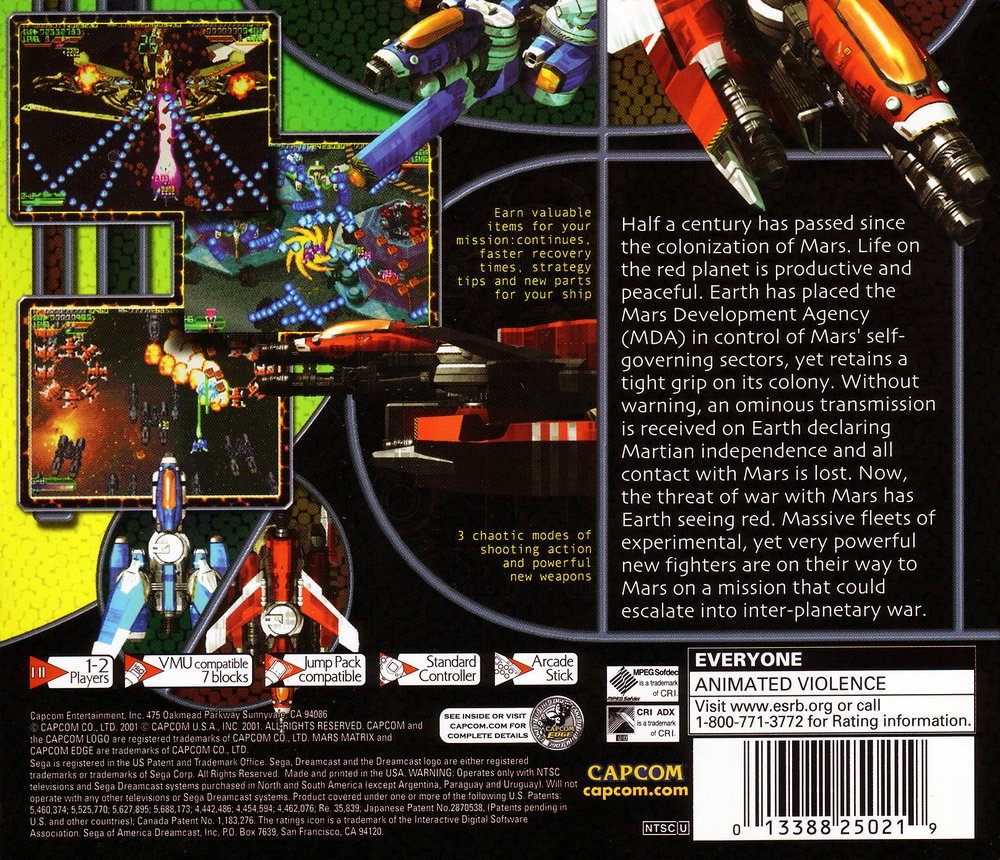 Earn valuable
items for your
mission:continues,
faster recovery
times, strategy
tips and new parts
for your ship
Half a century has passed since
the colonization of Mars. Life on
the red planet is productive and
peaceful. Earth has placed the
Mars Development Agency
(MDA) in control of Mars' self-
governing sectors, yet retains a
tight grip on its colony. Without
warning, an ominous transmission
is received on Earth declaring
Martian independence and all
contact with Mars is lost. Now,
the threat of war with Mars has
Earth seeing red. Massive fleets of
experimental, yet very powerful
new fighters are on their way to
Mars on a mission that could
escalate into inter-planetary war.
3 chaotic modes of
shooting action
and powerful
new weapons
1-2
Players
VMU compatible
7 blocks
Jump Pack
compatible
Standard
Controller
Arcade
Stick
Capcom Entertainment, Inc. 475 Oakmead Parkway Sunnyvale, CA 94086
© CAPCOM CO., LTD. 2001 © CAPCOM U.S.A., INC. 2001. ALL RIGHTS RESERVED. CAPCOM and
the CAPCOM LOGO are registered trademarks of CAPCOM CO., LTD. MARS MATRIX and
CAPCOM EDGE are trademarks of CAPCOM CO., LTD.
Sega is registered in the US Patent and Trademark Office. Sega, Dreamcast and the Dreamcast logo are either registered
trademarks or trademarks of Sega Corp. All Rights Reserved. Made and printed in the USA. WARNING: Operates only with NTSC
televisions and Sega Dreamcast systems purchased in North and South America (except Argentina, Paraguay and Uruguay). Will not
operate with any other televisions or Sega Dreamcast systems. Product covered under one or more of the following U.S. Patents:
5,460,374; 5,525,770; 5,627,895; 5,688,173; 4,442,486; 4,454,594; 4,462,076; Re. 35,839; Japanese Patent No.2870538, (Patents pending in
U.S. and other countries); Canada Patent No. 1,183,276. The ratings icon is a trademark of the Interactive Digital Software
Association. Sega of America Dreamcast, Inc, P.O. Box 7639, San Francisco, CA 94120.
SEE INSIDE OR VISIT
CAPCOM.COM FOR
COMPLETE DETAILS
EDGE
MPEG Sofdec
is a trademark
of CRI.
CRI ADX
is a trademark
of CRI.
CAPCOM
capcom.com
NTSC U
EVERYONE
ANIMATED VIOLENCE
Visit www.esrb.org or call
1-800-771-3772 for Rating information.
0 13388 25021 9